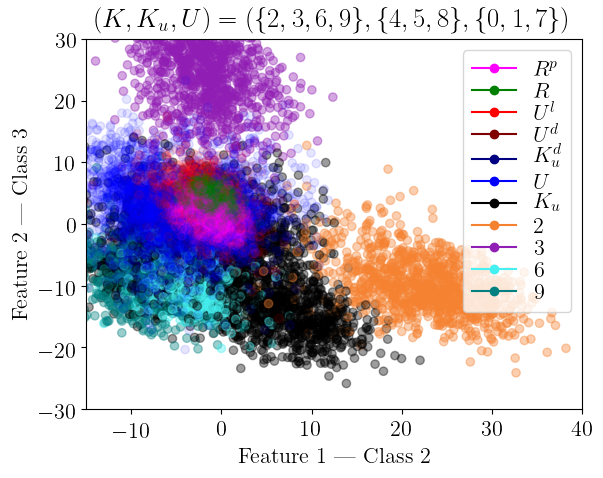 (K, K_u, U) = ({2, 3, 6, 9}, {4, 5, 8}, {0, 1, 7})
30
20
10
0
−10
−20
−30
Feature 2 — Class 3
R^p
R
U^l
U^d
K_u^d
U
K_u
2
3
6
9
−10
0
10
20
30
40
Feature 1 — Class 2